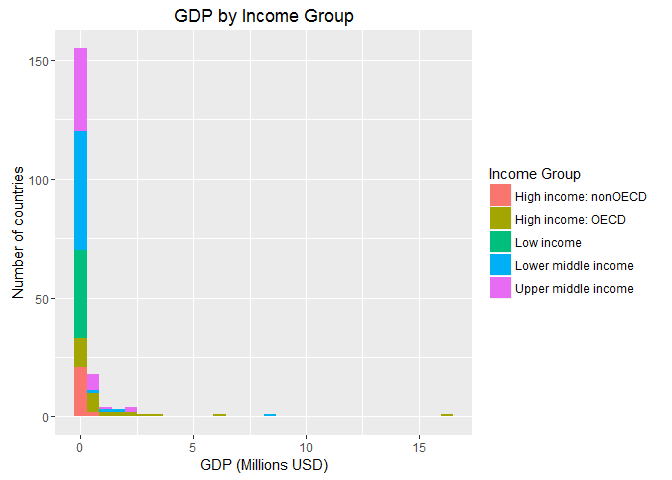 GDP by Income Group
Number of countries
150
100
50
0
0 5 10 15
GDP (Millions USD)
Income Group
High income: nonOECD
High income: OECD
Low income
Lower middle income
Upper middle income